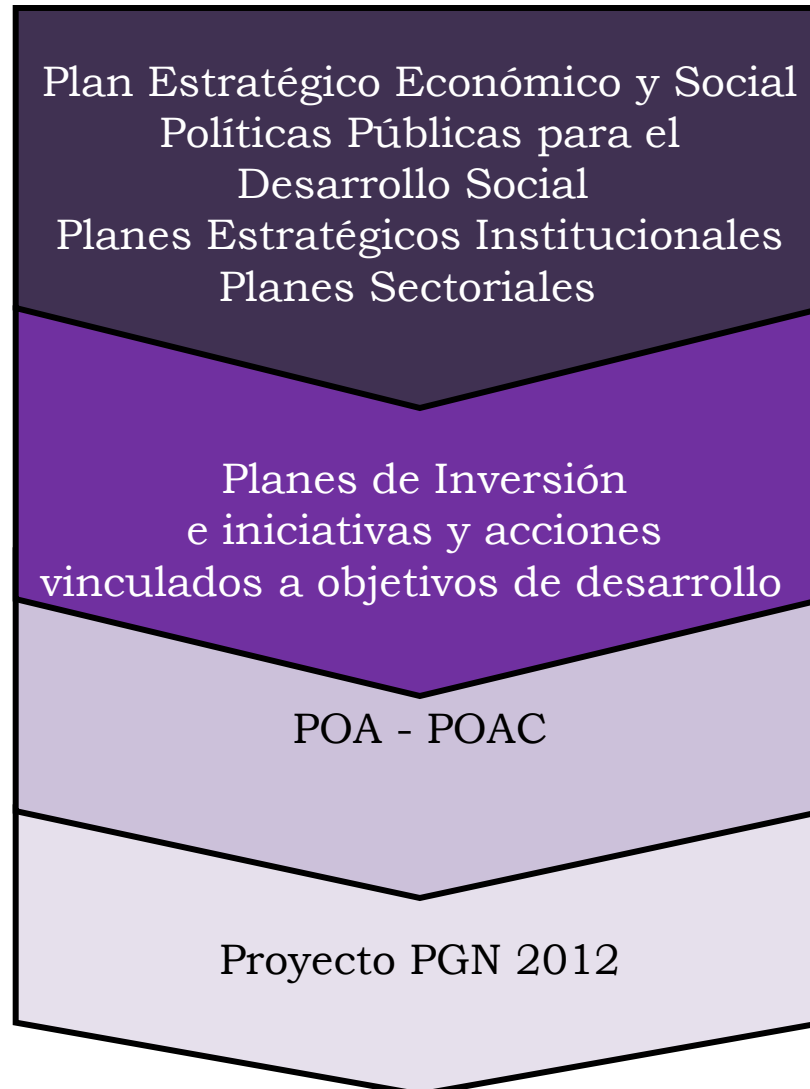 Plan Estratégico Económico y Social
Políticas Públicas para el
Desarrollo Social
Planes Estratégicos Institucionales
Planes Sectoriales
Planes de Inversión
e iniciativas y acciones
vinculados a objetivos de desarrollo
POA - POAC
Proyecto PGN 2012